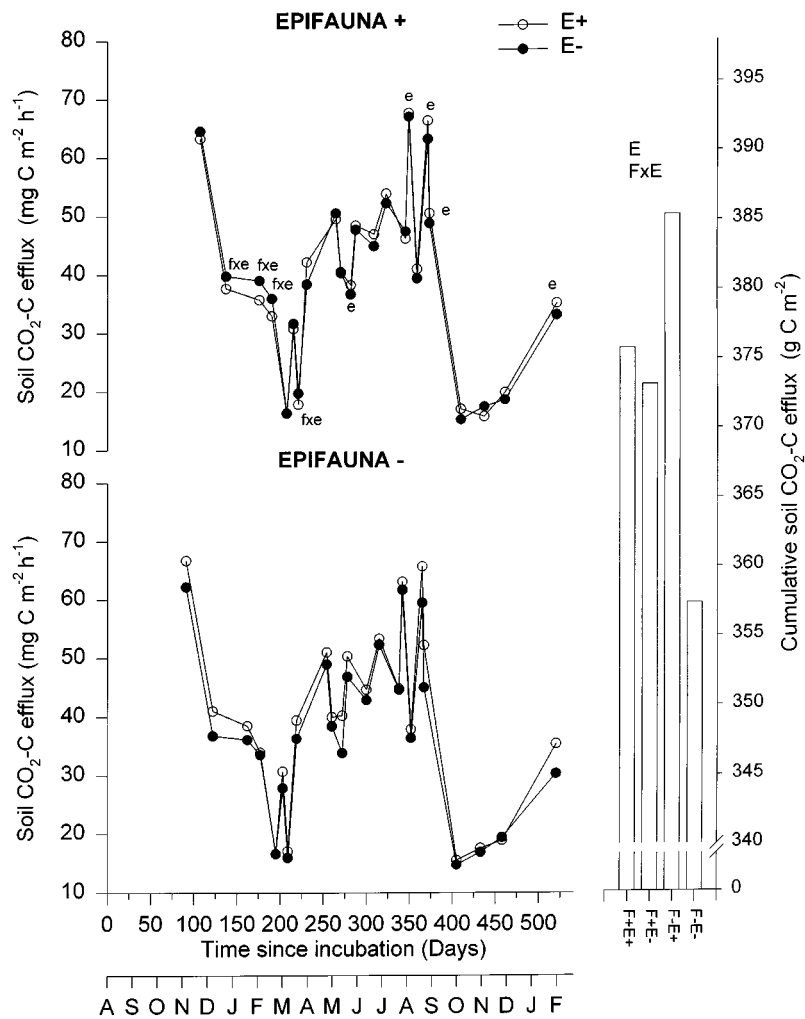 EPIFAUNA +
E+
E-
80
70
60
50
40
30
20
10
Soil CO2-C efflux (mg C m-2 h-1)
e
e
e
e
e
fxe
fxe
fxe
fxe
EPIFAUNA -
80
70
60
50
40
30
20
10
Soil CO2-C efflux (mg C m-2 h-1)
0 50 100 150 200 250 300 350 400 450 500
Time since incubation (Days)
A S O N D J F M A M J J A S O N D J F
E
FxE
395
390
385
380
375
370
365
360
355
350
345
340
0
Cumulative soil CO2-C efflux (g C m-2)
F+E+
F+E-
F-E+
F-E-